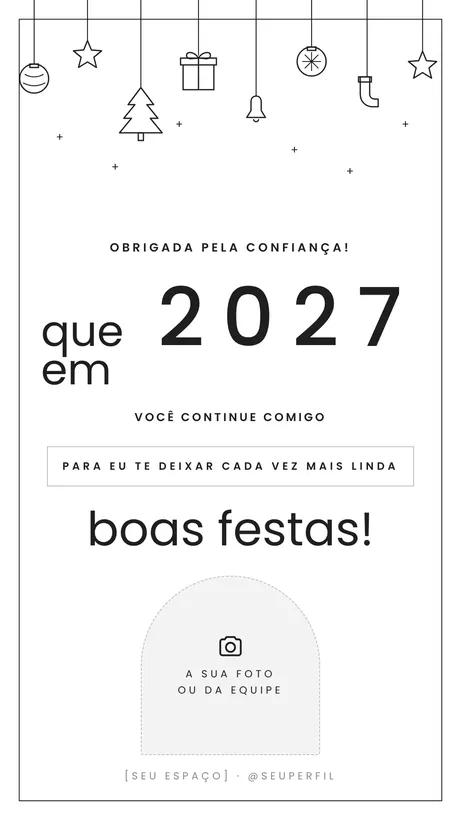 OBRIGADA PELA CONFIANÇA!
que em 2027
VOCÊ CONTINUE COMIGO
PARA EU TE DEIXAR CADA VEZ MAIS LINDA
boas festas!
A SUA FOTO
OU DA EQUIPE
[SEU ESPAÇO] · @SEUPERFIL